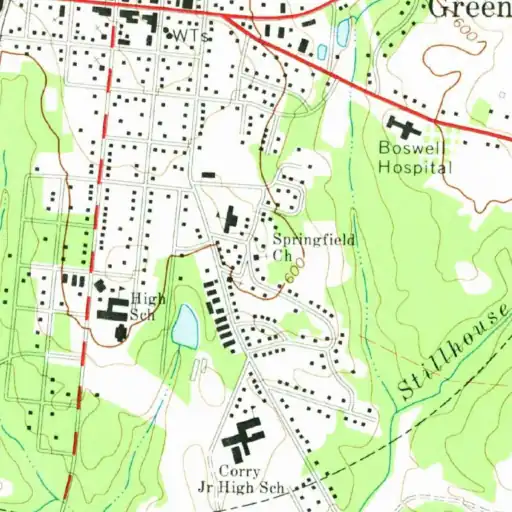 Green
600
WTs
Boswell
Hospital
Springfield
Ch
600
High
Sch
Stillhouse
Corry
Jr High Sch